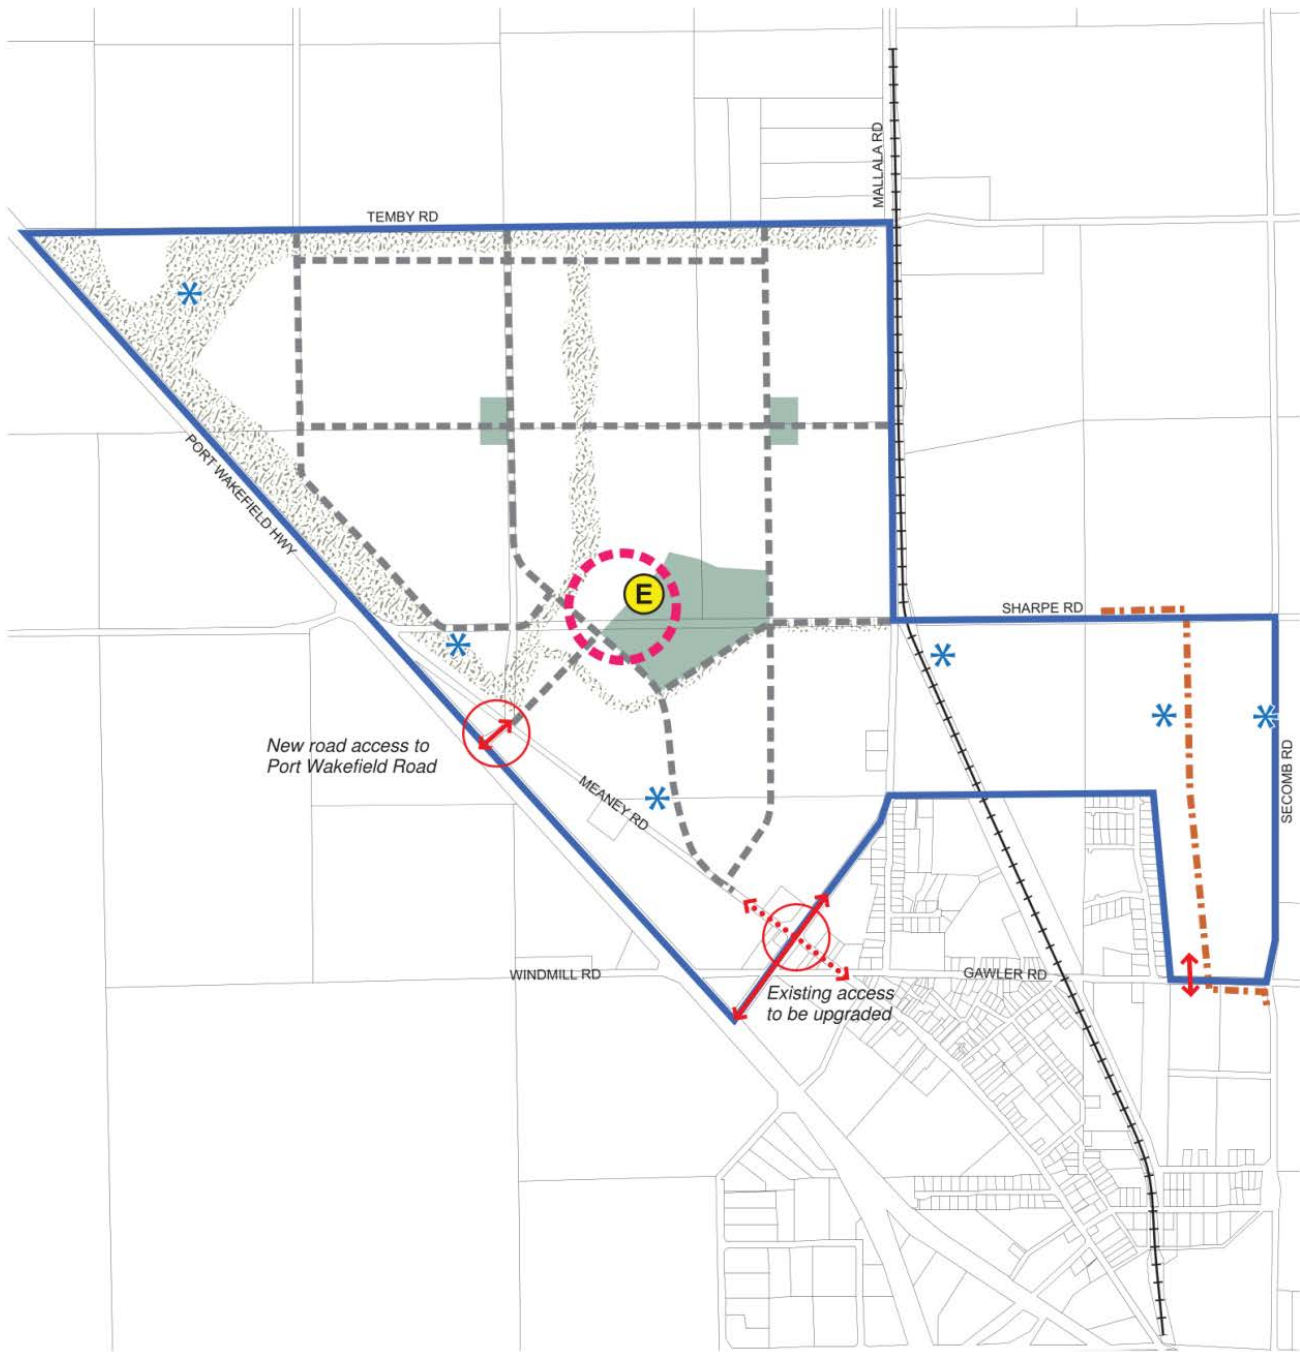 TEMBY RD
MALLALA RD
PORT WAKEFIELD HWY
E
SHARPE RD
New road access to
Port Wakefield Road
MEANEY RD
SECOMB RD
WINDMILL RD
GAWLER RD
Existing access
to be upgraded